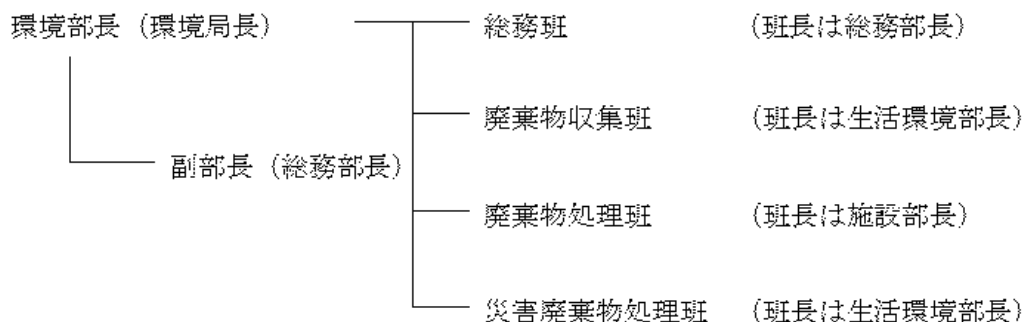 環境部長（環境局長） 総務班 （班長は総務部長）
廃棄物収集班 （班長は生活環境部長）
副部長（総務部長）
廃棄物処理班 （班長は施設部長）
災害廃棄物処理班 （班長は生活環境部長）